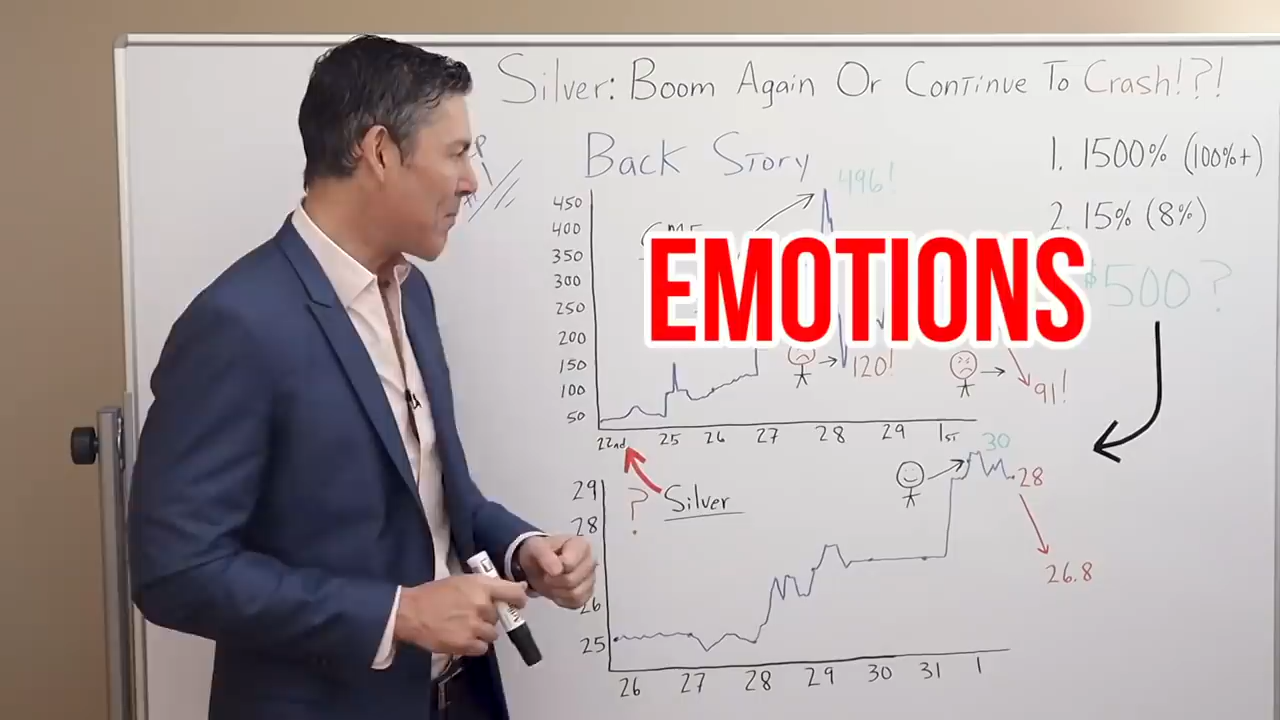 Silver: Boom Again Or Continue To Crash!?!
Back Story
1. 1500% (100%+)
2. 15% (8%)
$500?
496!
450
400
350
300
250
200
150
100
50
CME
EMOTIONS
120!
91!
22nd 25 26 27 28 29 1ST
? Silver
30
28
26.8
29
28
26
25
26 27 28 29 30 31 1